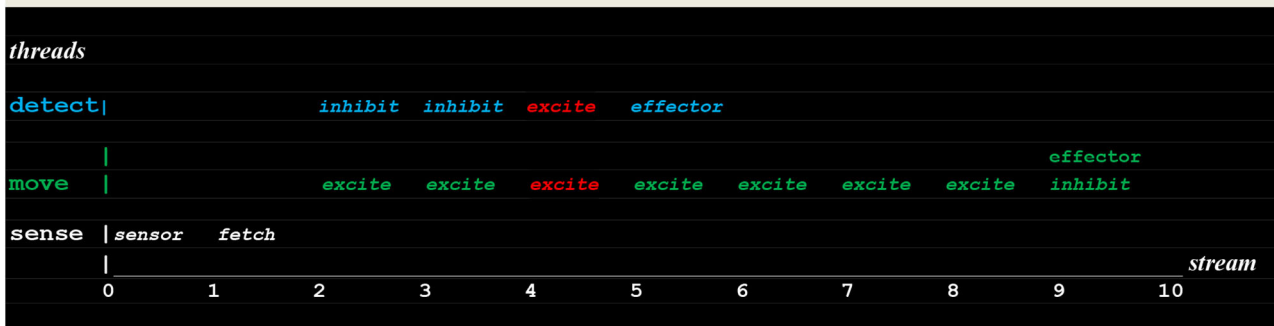 threads
detect| inhibit inhibit excite effector
| effector
move | excite excite excite excite excite excite excite inhibit
sense |sensor fetch
| stream
0 1 2 3 4 5 6 7 8 9 10